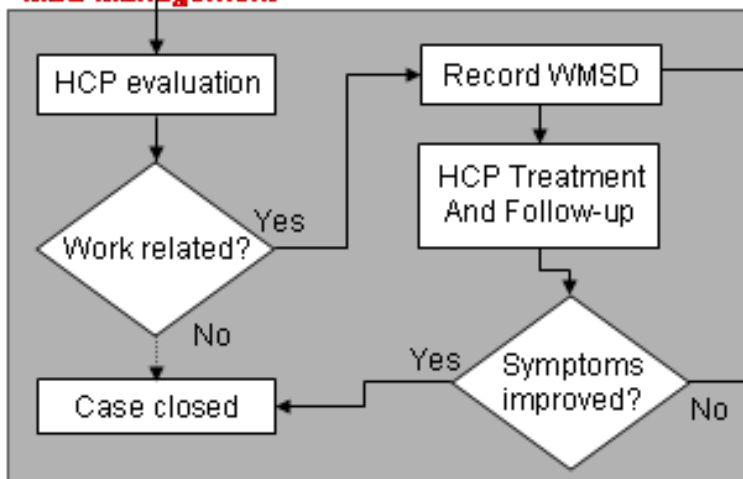 HCP evaluation
Record WMSD
HCP Treatment
And Follow-up
Yes
Work related?
No
Yes
Symptoms
improved?
No
Case closed